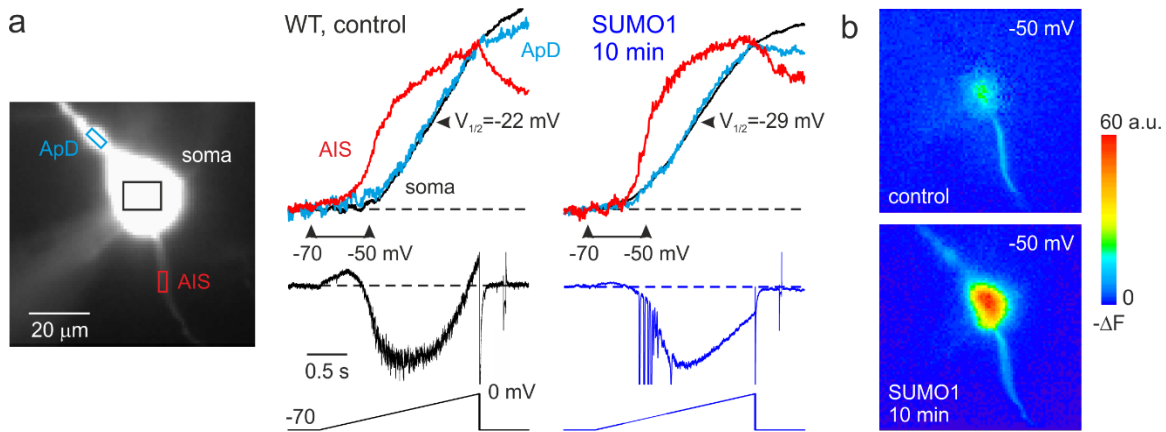 a
ApD
soma
AIS
20 μm
WT, control
ApD
V1/2=-22 mV
AIS
soma
-70
-50 mV
0.5 s
0 mV
-70
SUMO1
10 min
V1/2=-29 mV
-70
-50 mV
b
-50 mV
control
60 a.u.
0
-ΔF
-50 mV
SUMO1
10 min